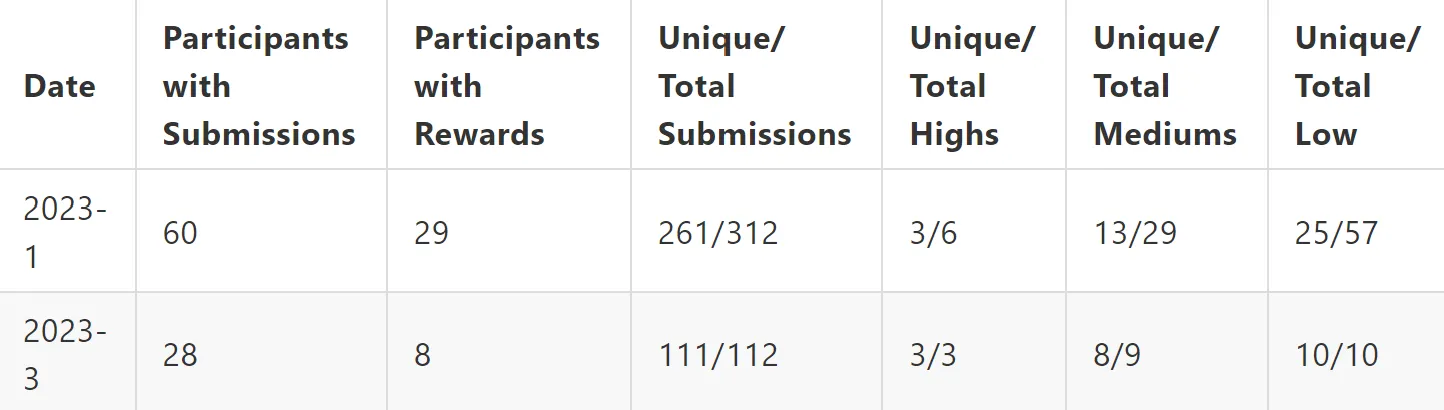 Date
Participants
with
Submissions
Participants
with
Rewards
Unique/
Total
Submissions
Unique/
Total
Highs
Unique/
Total
Mediums
Unique/
Total
Low
2023-
1
60
29
261/312
3/6
13/29
25/57
2023-
3
28
8
111/112
3/3
8/9
10/10